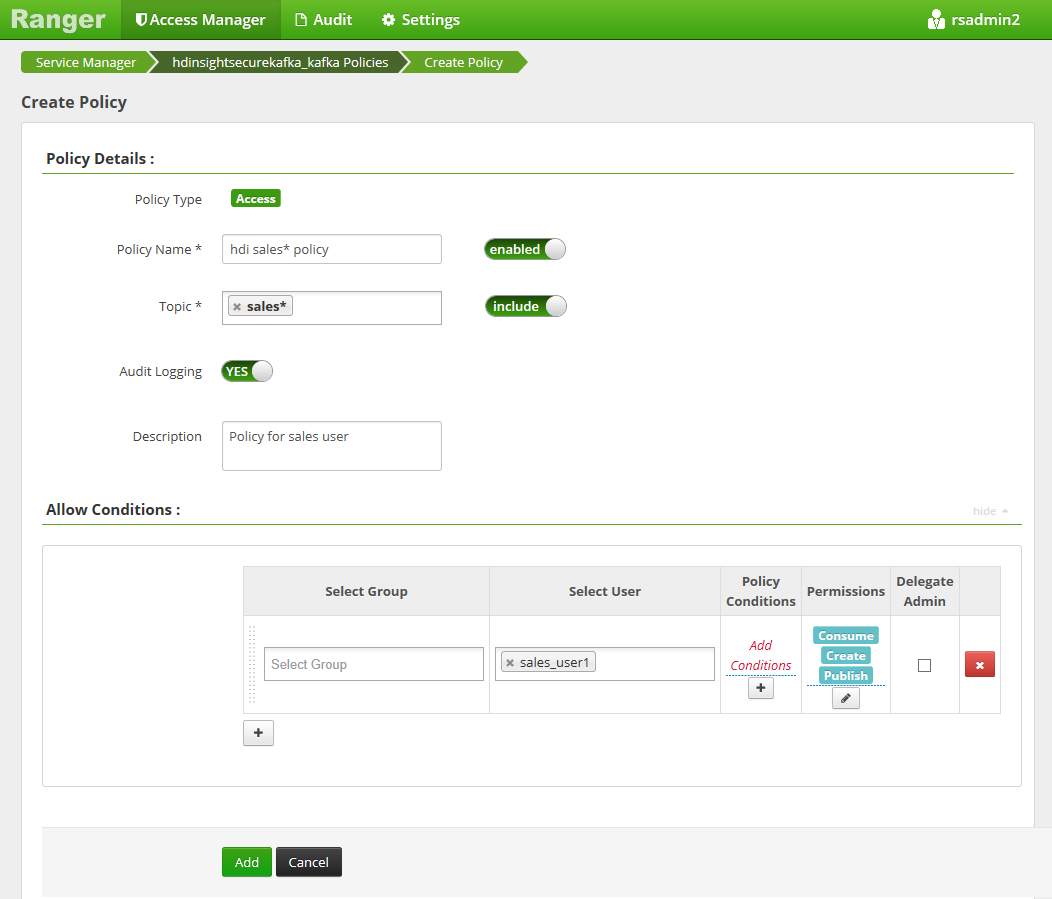 Ranger Access Manager Audit Settings rsadmin2
Service Manager hdinsightsecurekafka_kafka Policies Create Policy
Create Policy
Policy Details :
Policy Type Access
Policy Name * hdi sales* policy enabled
Topic * × sales* include
Audit Logging YES
Description Policy for sales user
Allow Conditions : hide
Select Group Select User Policy Conditions Permissions Delegate Admin
Select Group × sales_user1 Add Conditions + Consume Create Publish ×
+
Add Cancel